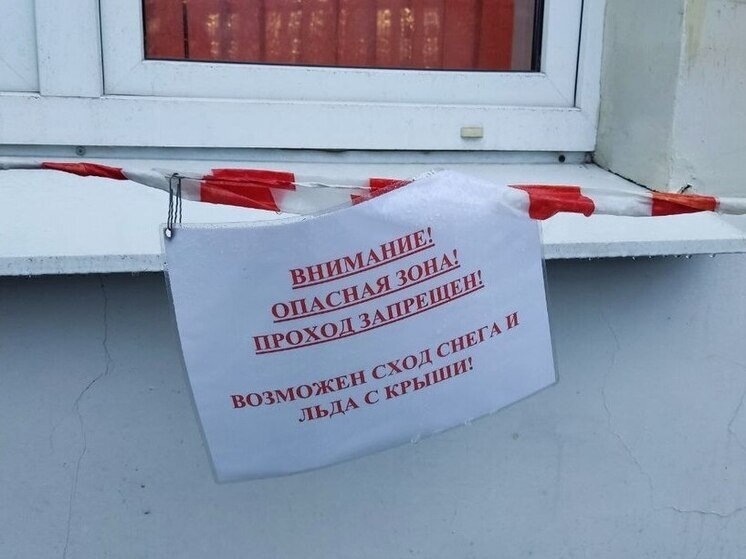 ВНИМАНИЕ!
ОПАСНАЯ ЗОНА!
ПРОХОД ЗАПРЕЩЕН!
ВОЗМОЖЕН СХОД СНЕГА И
ЛЬДА С КРЫШИ!